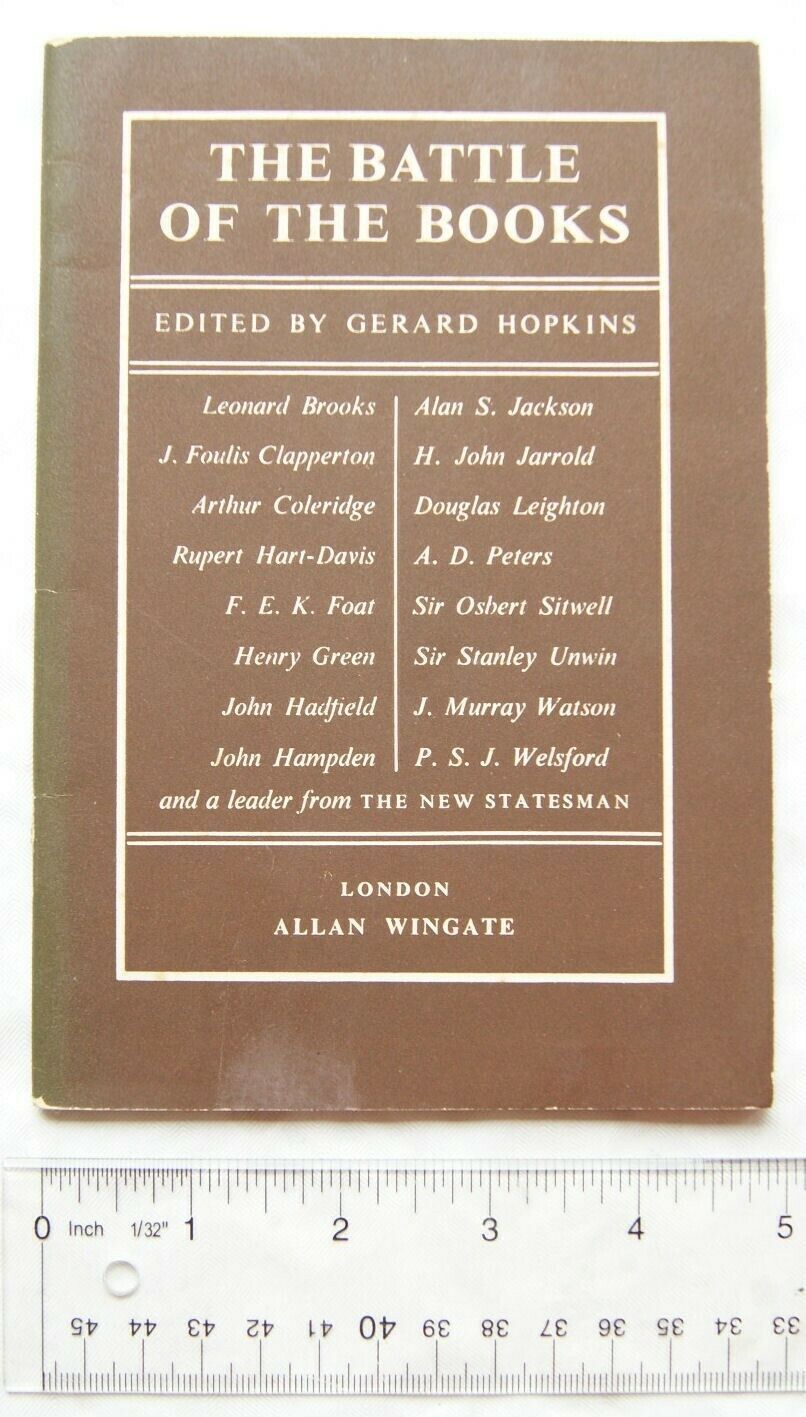 THE BATTLE
OF THE BOOKS
EDITED BY GERARD HOPKINS
Leonard Brooks
J. Foulis Clapperton
Arthur Coleridge
Rupert Hart-Davis
F. E. K. Foat
Henry Green
John Hadfield
John Hampden
Alan S. Jackson
H. John Jarrold
Douglas Leighton
A. D. Peters
Sir Osbert Sitwell
Sir Stanley Unwin
J. Murray Watson
P. S. J. Welsford
and a leader from THE NEW STATESMAN
LONDON
ALLAN WINGATE
0 Inch 1/32" 1 2 3 4 5
45 44 43 42 41 40 39 38 37 36 35 34 33